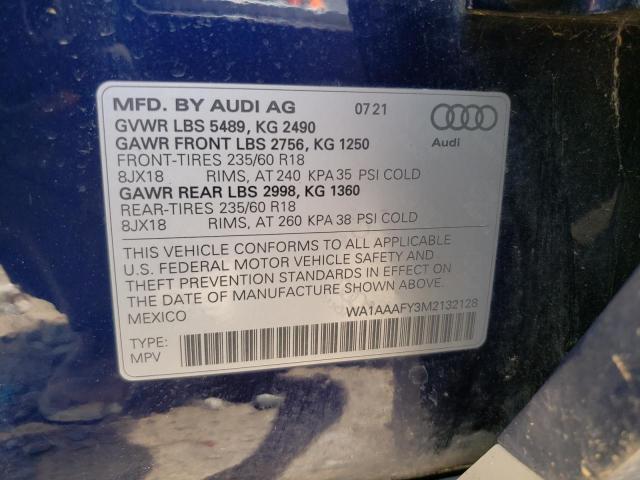 MFD. BY AUDI AG 07 21
GVWR LBS 5489, KG 2490
GAWR FRONT LBS 2756, KG 1250
FRONT-TIRES 235/60 R18
8JX18 RIMS, AT 240 KPA 35 PSI COLD
GAWR REAR LBS 2998, KG 1360
REAR-TIRES 235/60 R18
8JX18 RIMS, AT 260 KPA 38 PSI COLD
Audi
THIS VEHICLE CONFORMS TO ALL APPLICABLE
U.S. FEDERAL MOTOR VEHICLE SAFETY AND
THEFT PREVENTION STANDARDS IN EFFECT ON
THE DATE OF MANUFACTURE SHOWN ABOVE.
MEXICO WA1AAAFY3M2132128
TYPE:
MPV